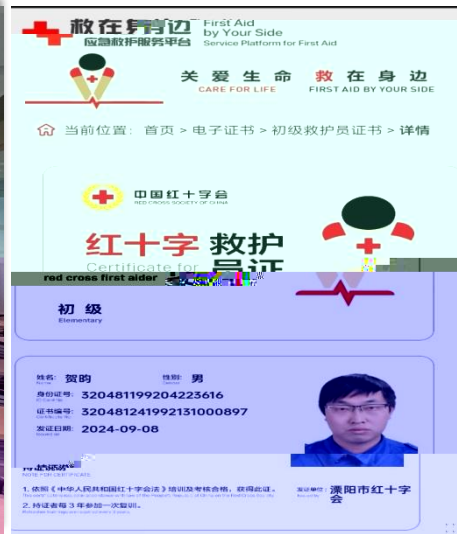 救在身边 First Aid
by Your Side
应急救护服务平台 Service Platform for First Aid
关爱生命 救在身边
CARE FOR LIFE FIRST AID BY YOUR SIDE
当前位置: 首页 > 电子证书 > 初级救护员证书 > 详情
中国红十字会
RED CROSS SOCIETY OF CHINA
红十字 救护员证
Certificate for
red cross first aider
初级
Elementary
姓名: 贺昀 性别: 男
身份证号: 320481199204223616
证书编号: 320481241992131000897
发证日期: 2024-09-08
NOTE FOR CERTIFICATE
1. 依照《中华人民共和国红十字会法》培训及考核合格,获得此证。
发证单位: 溧阳市红十字会
2. 持证者每 3 年参加一次复训。